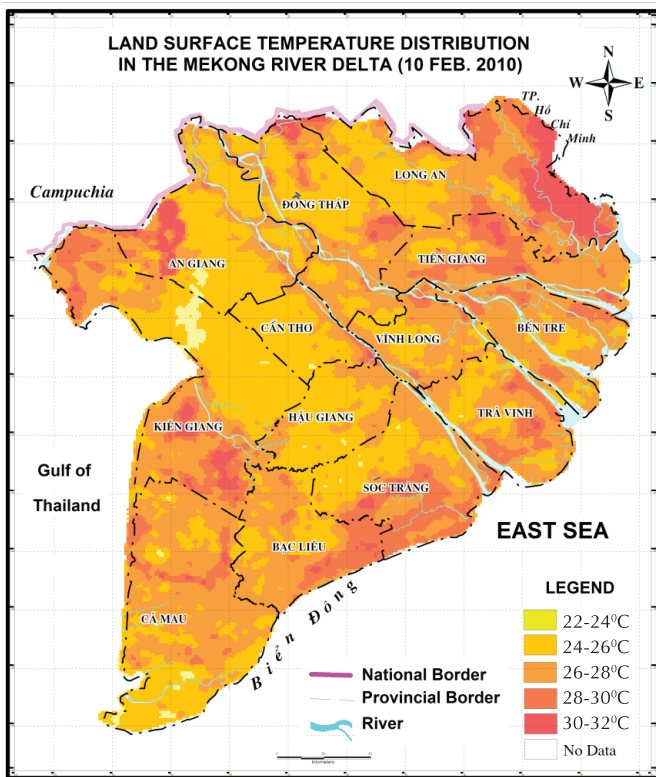 LAND SURFACE TEMPERATURE DISTRIBUTION
IN THE MEKONG RIVER DELTA (10 FEB. 2010)
N
W E
S
TP.
Hồ
Chí
Minh
Campuchia
LONG AN
ĐỒNG THÁP
TIỀN GIANG
AN GIANG
CẦN THƠ
VĨNH LONG
BẾN TRE
HẬU GIANG
TRÀ VINH
KIÊN GIANG
Gulf of
Thailand
SÓC TRĂNG
EAST SEA
BẠC LIÊU
CÀ MAU
Biển Đông
LEGEND
22-24⁰C
24-26⁰C
26-28⁰C
28-30⁰C
30-32⁰C
No Data
National Border
Provincial Border
River
kilometers